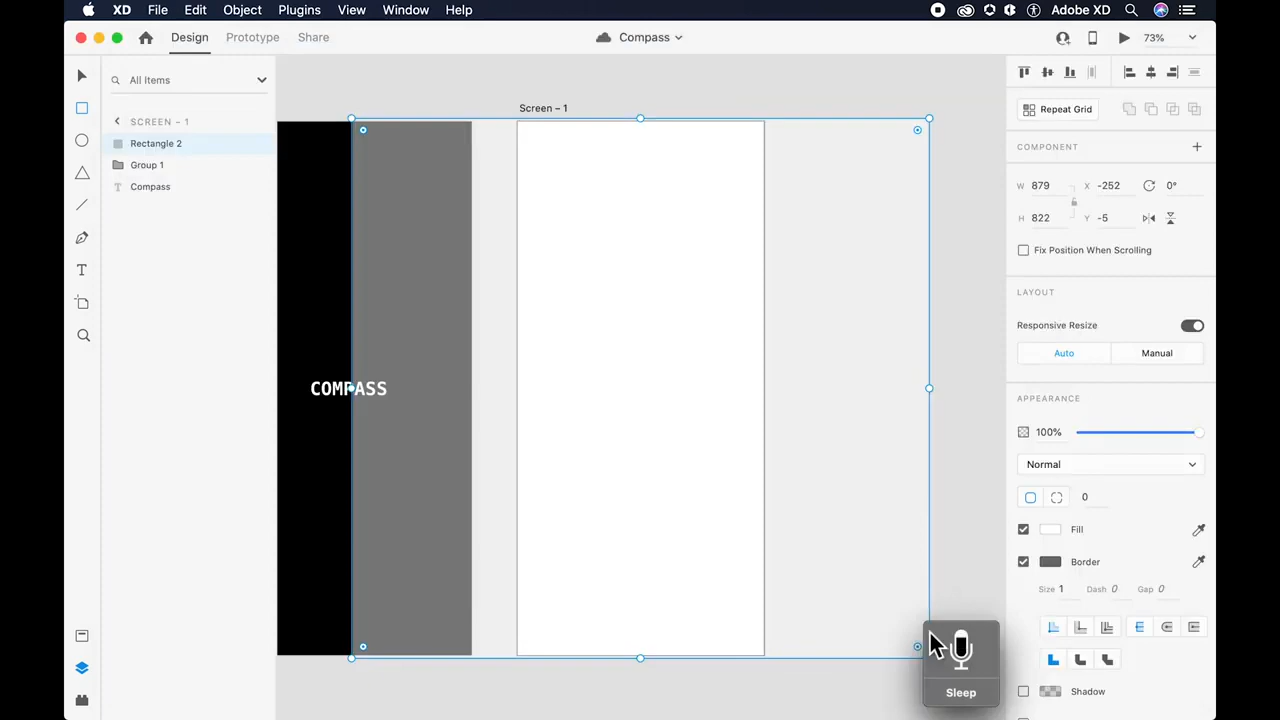 XD File Edit Object Plugins View Window Help Adobe XD
Design Prototype Share Compass 73%
All Items
SCREEN – 1
Rectangle 2
Group 1
Compass
Screen – 1
COMPASS
Repeat Grid
COMPONENT
W 879 X -252 0°
H 822 Y -5
Fix Position When Scrolling
LAYOUT
Responsive Resize
Auto Manual
APPEARANCE
100%
Normal
0
Fill
Border
Size 1 Dash 0 Gap 0
Shadow
Sleep